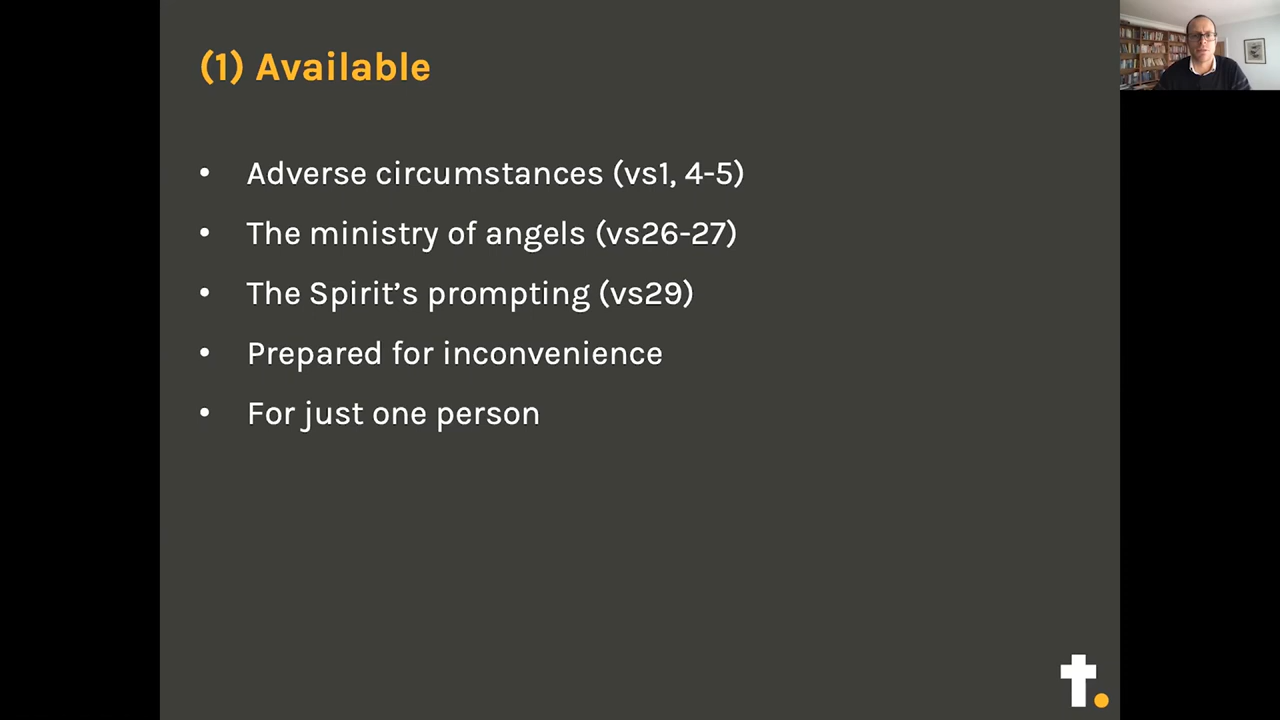 (1) Available
• Adverse circumstances (vs1, 4-5)
• The ministry of angels (vs26-27)
• The Spirit’s prompting (vs29)
• Prepared for inconvenience
• For just one person
t.